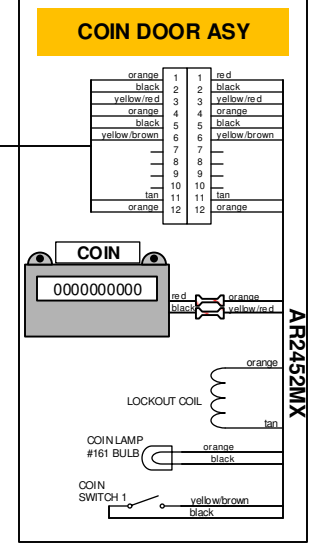 COIN DOOR ASY
orange 1 1 red
black 2 2 black
yellow/red 3 3 yellow/red
orange 4 4 orange
black 5 5 black
yellow/brown 6 6 yellow/brown
7 7
8 8
9 9
10 10
tan 11 11 tan
orange 12 12 orange
COIN
0000000000
red orange
black yellow/red
AR2452MX
orange
LOCKOUT COIL
tan
COIN LAMP
#161 BULB
orange
black
COIN
SWITCH 1
yellow/brown
black